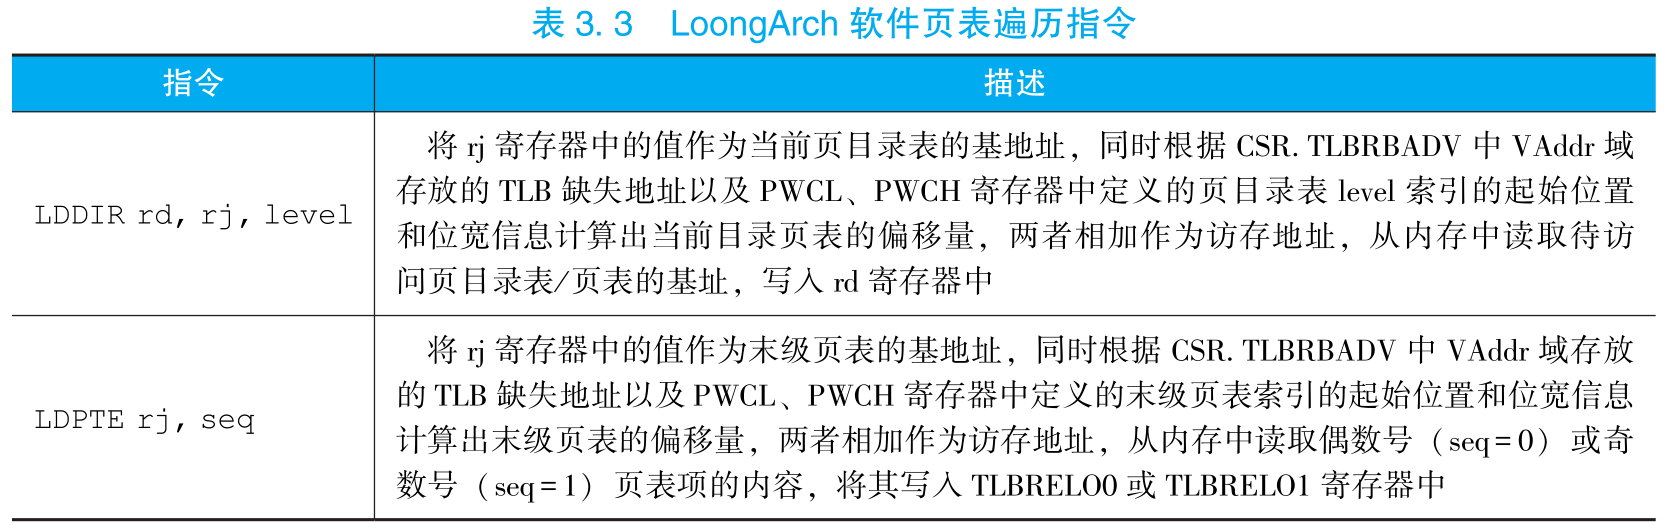 表 3. 3 LoongArch 软件页表遍历指令
指令 描述
LDDIR rd, rj, level
将 rj 寄存器中的值作为当前页目录表的基地址，同时根据 CSR. TLBRBADV 中 VAddr 域
存放的 TLB 缺失地址以及 PWCL、PWCH 寄存器中定义的页目录表 level 索引的起始位置
和位宽信息计算出当前目录页表的偏移量，两者相加作为访存地址，从内存中读取待访
问页目录表/页表的基址，写入 rd 寄存器中
LDPTE rj, seq
将 rj 寄存器中的值作为末级页表的基地址，同时根据 CSR. TLBRBADV 中 VAddr 域存放
的 TLB 缺失地址以及 PWCL、PWCH 寄存器中定义的末级页表索引的起始位置和位宽信息
计算出末级页表的偏移量，两者相加作为访存地址，从内存中读取偶数号（seq = 0）或奇
数号（seq = 1）页表项的内容，将其写入 TLBRELO0 或 TLBRELO1 寄存器中